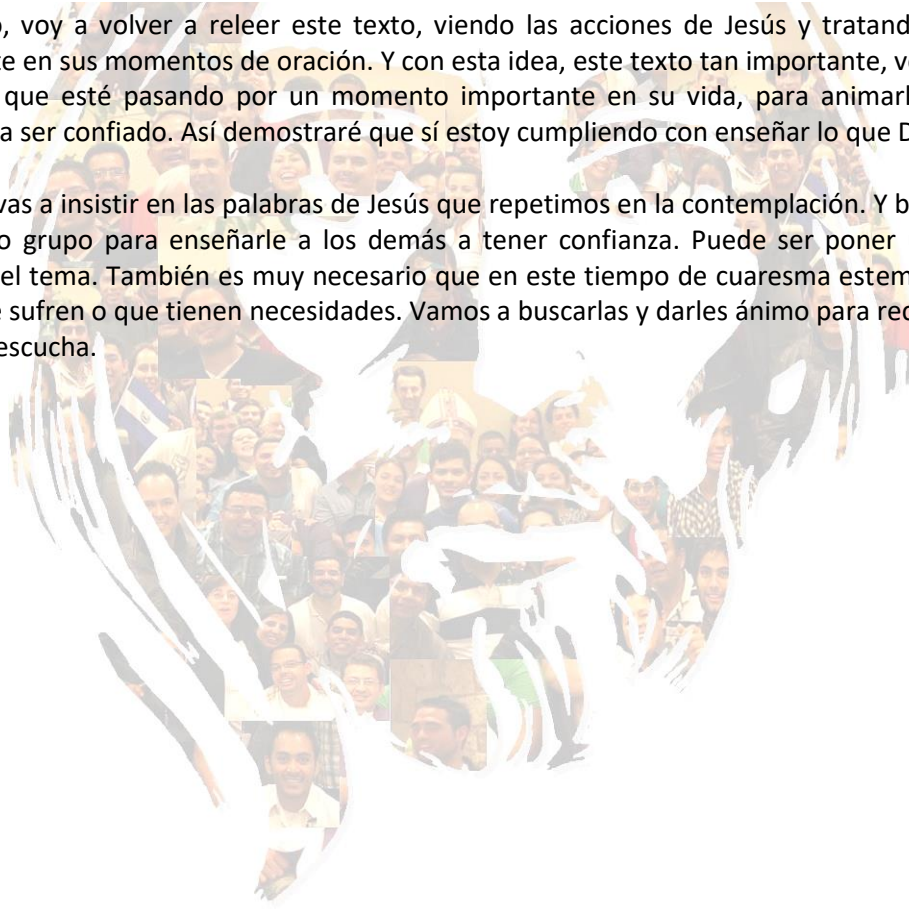 , voy a volver a releer este texto, viendo las acciones de Jesús y tratand
te en sus momentos de oración. Y con esta idea, este texto tan importante, v
que esté pasando por un momento importante en su vida, para animarl
a ser confiado. Así demostraré que sí estoy cumpliendo con enseñar lo que D
vas a insistir en las palabras de Jesús que repetimos en la contemplación. Y b
o grupo para enseñarle a los demás a tener confianza. Puede ser poner
el tema. También es muy necesario que en este tiempo de cuaresma estem
e sufren o que tienen necesidades. Vamos a buscarlas y darles ánimo para rec
escucha.